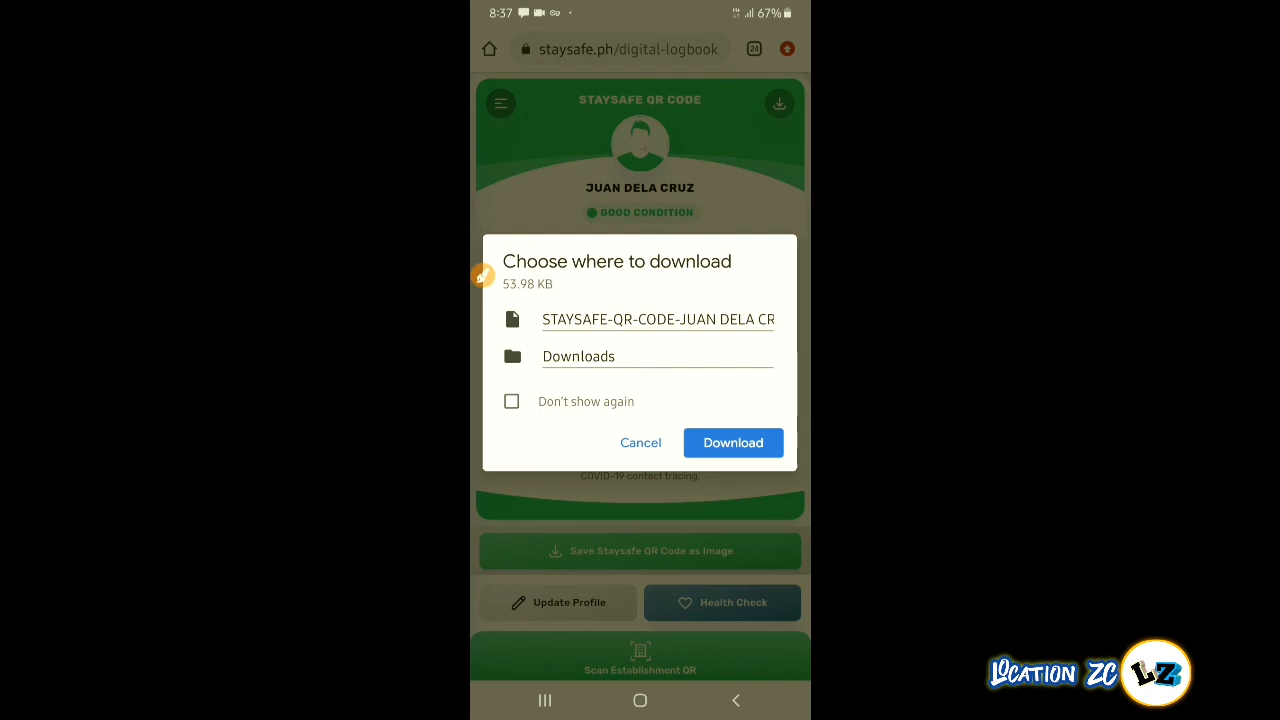 8:37
67%
staysafe.ph/digital-logbook
24
STAYSAFE QR CODE
JUAN DELA CRUZ
GOOD CONDITION
Choose where to download
53.98 KB
STAYSAFE-QR-CODE-JUAN DELA CR
Downloads
Don't show again
Cancel
Download
COVID-19 contact tracing.
Save Staysafe QR Code as Image
Update Profile
Health Check
Scan Establishment QR
LOCATION ZC
LZ